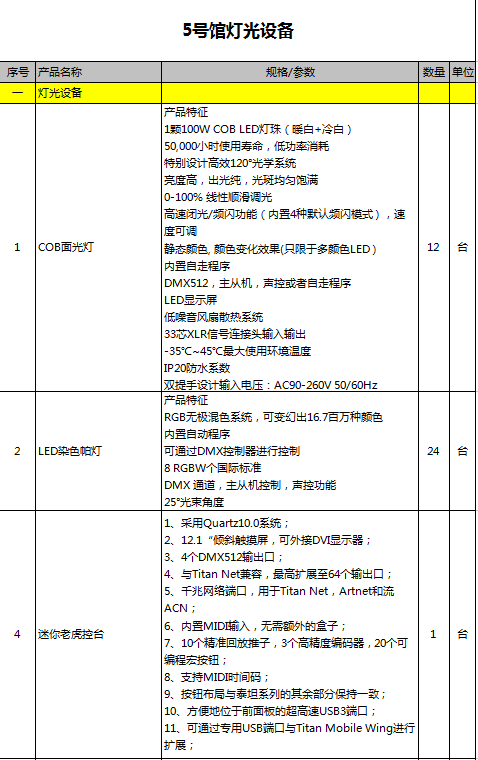 5号馆灯光设备
序号 产品名称 规格/参数 数量 单位
一 灯光设备
产品特征
1颗100W COB LED灯珠（暖白+冷白）
50,000小时使用寿命，低功率消耗
特别设计高效120°光学系统
亮度高，出光纯，光斑均匀饱满
0-100% 线性顺滑调光
高速闭光/频闪功能（内置4种默认频闪模式），速
度可调
1 COB面光灯 静态颜色, 颜色变化效果(只限于多颜色LED) 12 台
内置自走程序
DMX512，主从机，声控或者自走程序
LED显示屏
低噪音风扇散热系统
33芯XLR信号连接头输入输出
-35℃~45℃最大使用环境温度
IP20防水系数
双提手设计输入电压：AC90-260V 50/60Hz
产品特征
RGB无极混色系统，可变幻出16.7百万种颜色
内置自动程序
2 LED染色帕灯 可通过DMX控制器进行控制 24 台
8 RGBW个国际标准
DMX 通道，主从机控制，声控功能
25°光束角度
1、采用Quartz10.0系统；
2、12.1“倾斜触摸屏，可外接DVI显示器；
3、4个DMX512输出口；
4、与Titan Net兼容，最高扩展至64个输出口；
5、千兆网络端口，用于Titan Net，Artnet和流
ACN；
6、内置MIDI输入，无需额外的盒子；
4 迷你老虎控台 7、10个精准回放推子，3个高精度编码器，20个可 1 台
编程宏按钮；
8、支持MIDI时间码；
9、按钮布局与泰坦系列的其余部分保持一致；
10、方便地位于前面板的超高速USB3端口；
11、可通过专用USB端口与Titan Mobile Wing进行
扩展；